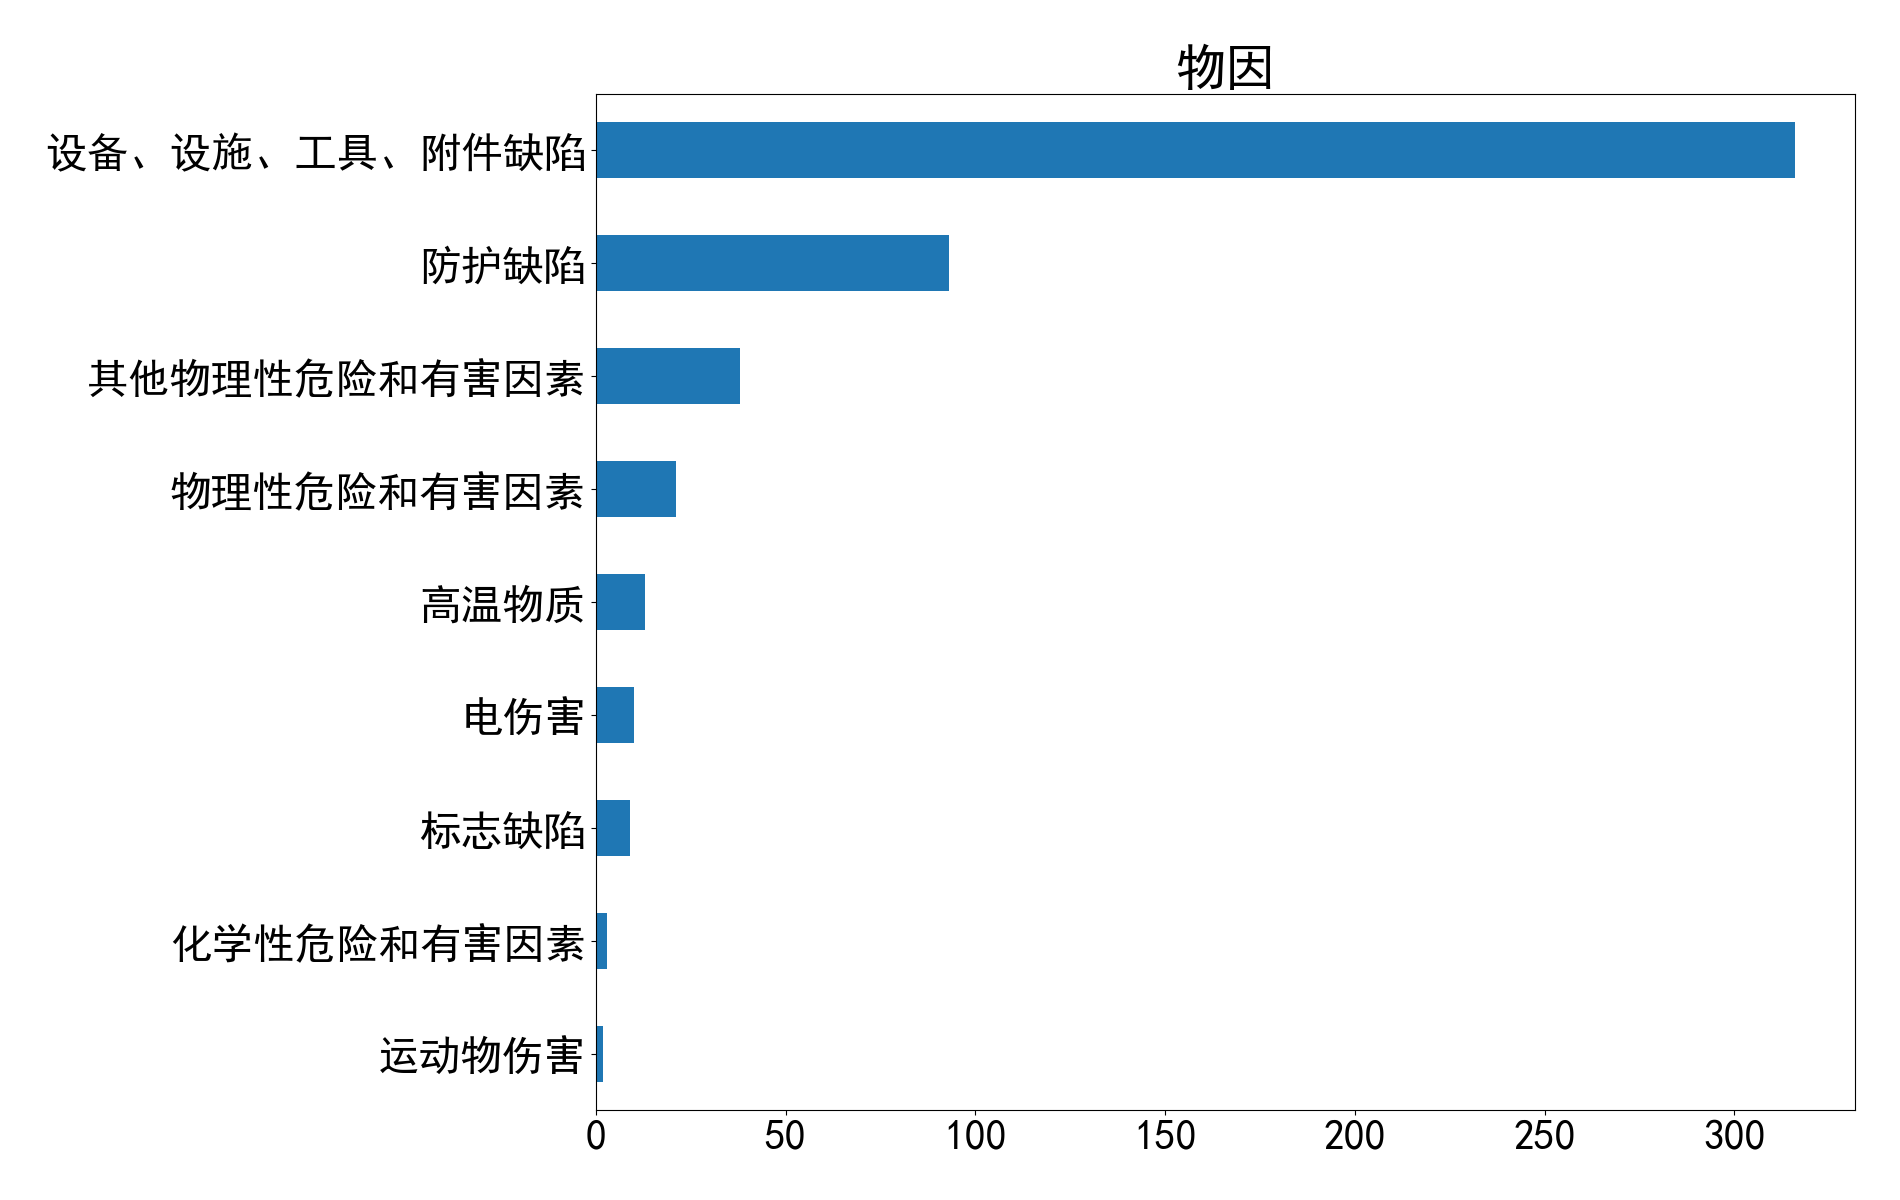 物因
设备、设施、工具、附件缺陷
防护缺陷
其他物理性危险和有害因素
物理性危险和有害因素
高温物质
电伤害
标志缺陷
化学性危险和有害因素
运动物伤害
0 50 100 150 200 250 300